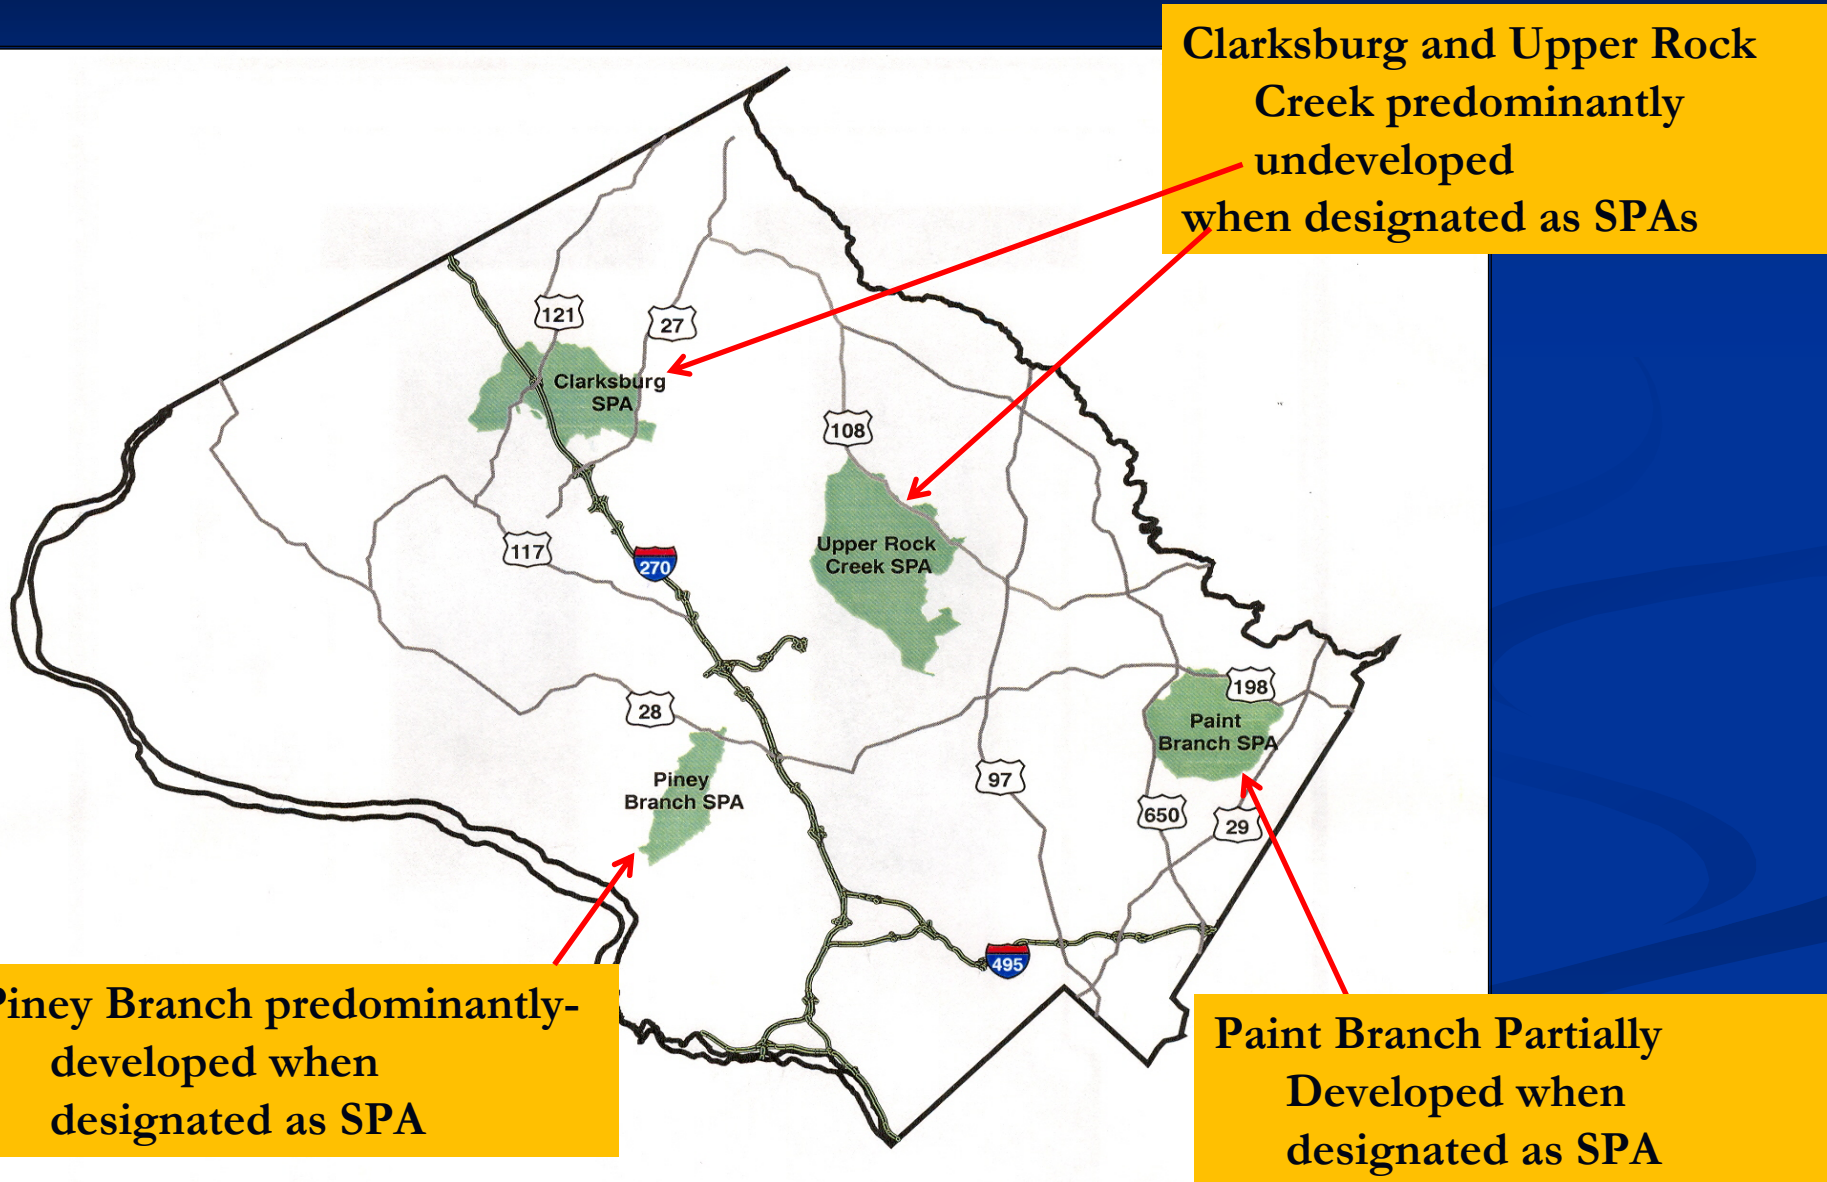 Clarksburg and Upper Rock
Creek predominantly
undeveloped
when designated as SPAs
121
27
Clarksburg
SPA
108
117
270
Upper Rock
Creek SPA
28
198
Paint
Branch SPA
Piney
Branch SPA
97
650
29
495
Piney Branch predominantly-
developed when
designated as SPA
Paint Branch Partially
Developed when
designated as SPA